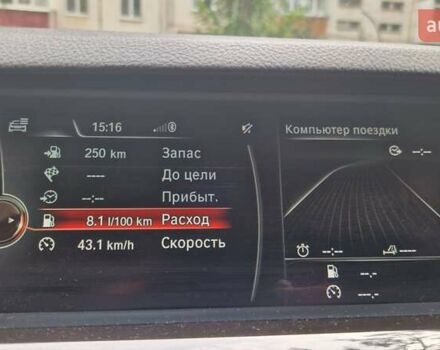 au
15:16
250 km Запас
---- До цели
--:-- Прибыт.
8.1 l/100 km Расход
43.1 km/h Скорость
Компьютер поездки
--:--
--:-- ----
--.-
---.-